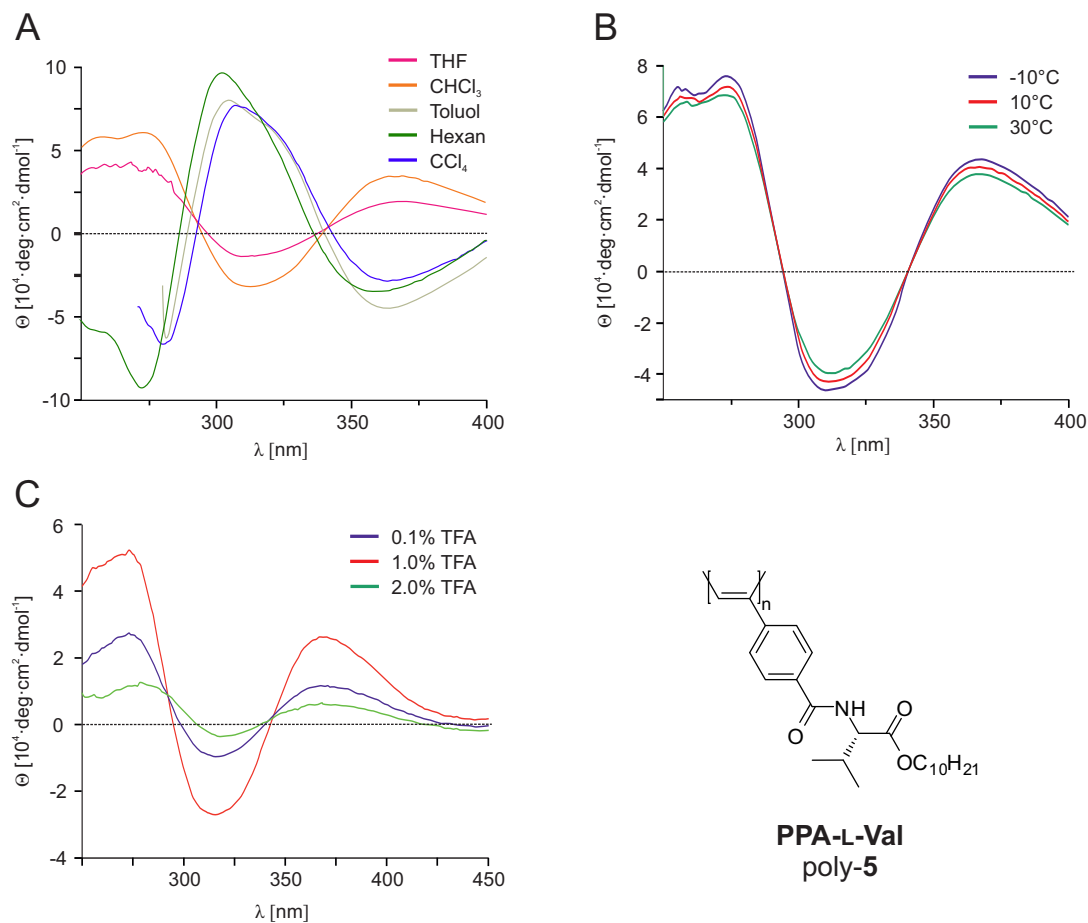 A
THF
CHCl₃
Toluol
Hexan
CCl₄
10
5
0
-5
-10
Θ [10⁴·deg·cm²·dmol⁻¹]
300
350
400
λ [nm]
B
-10°C
10°C
30°C
8
6
4
2
0
-2
-4
Θ [10⁴·deg·cm²·dmol⁻¹]
300
350
400
λ [nm]
C
0.1% TFA
1.0% TFA
2.0% TFA
6
4
2
0
-2
-4
Θ [10⁴·deg·cm²·dmol⁻¹]
300
350
400
450
λ [nm]
n
NH
O
O
OC₁₀H₂₁
PPA-L-Val
poly-5